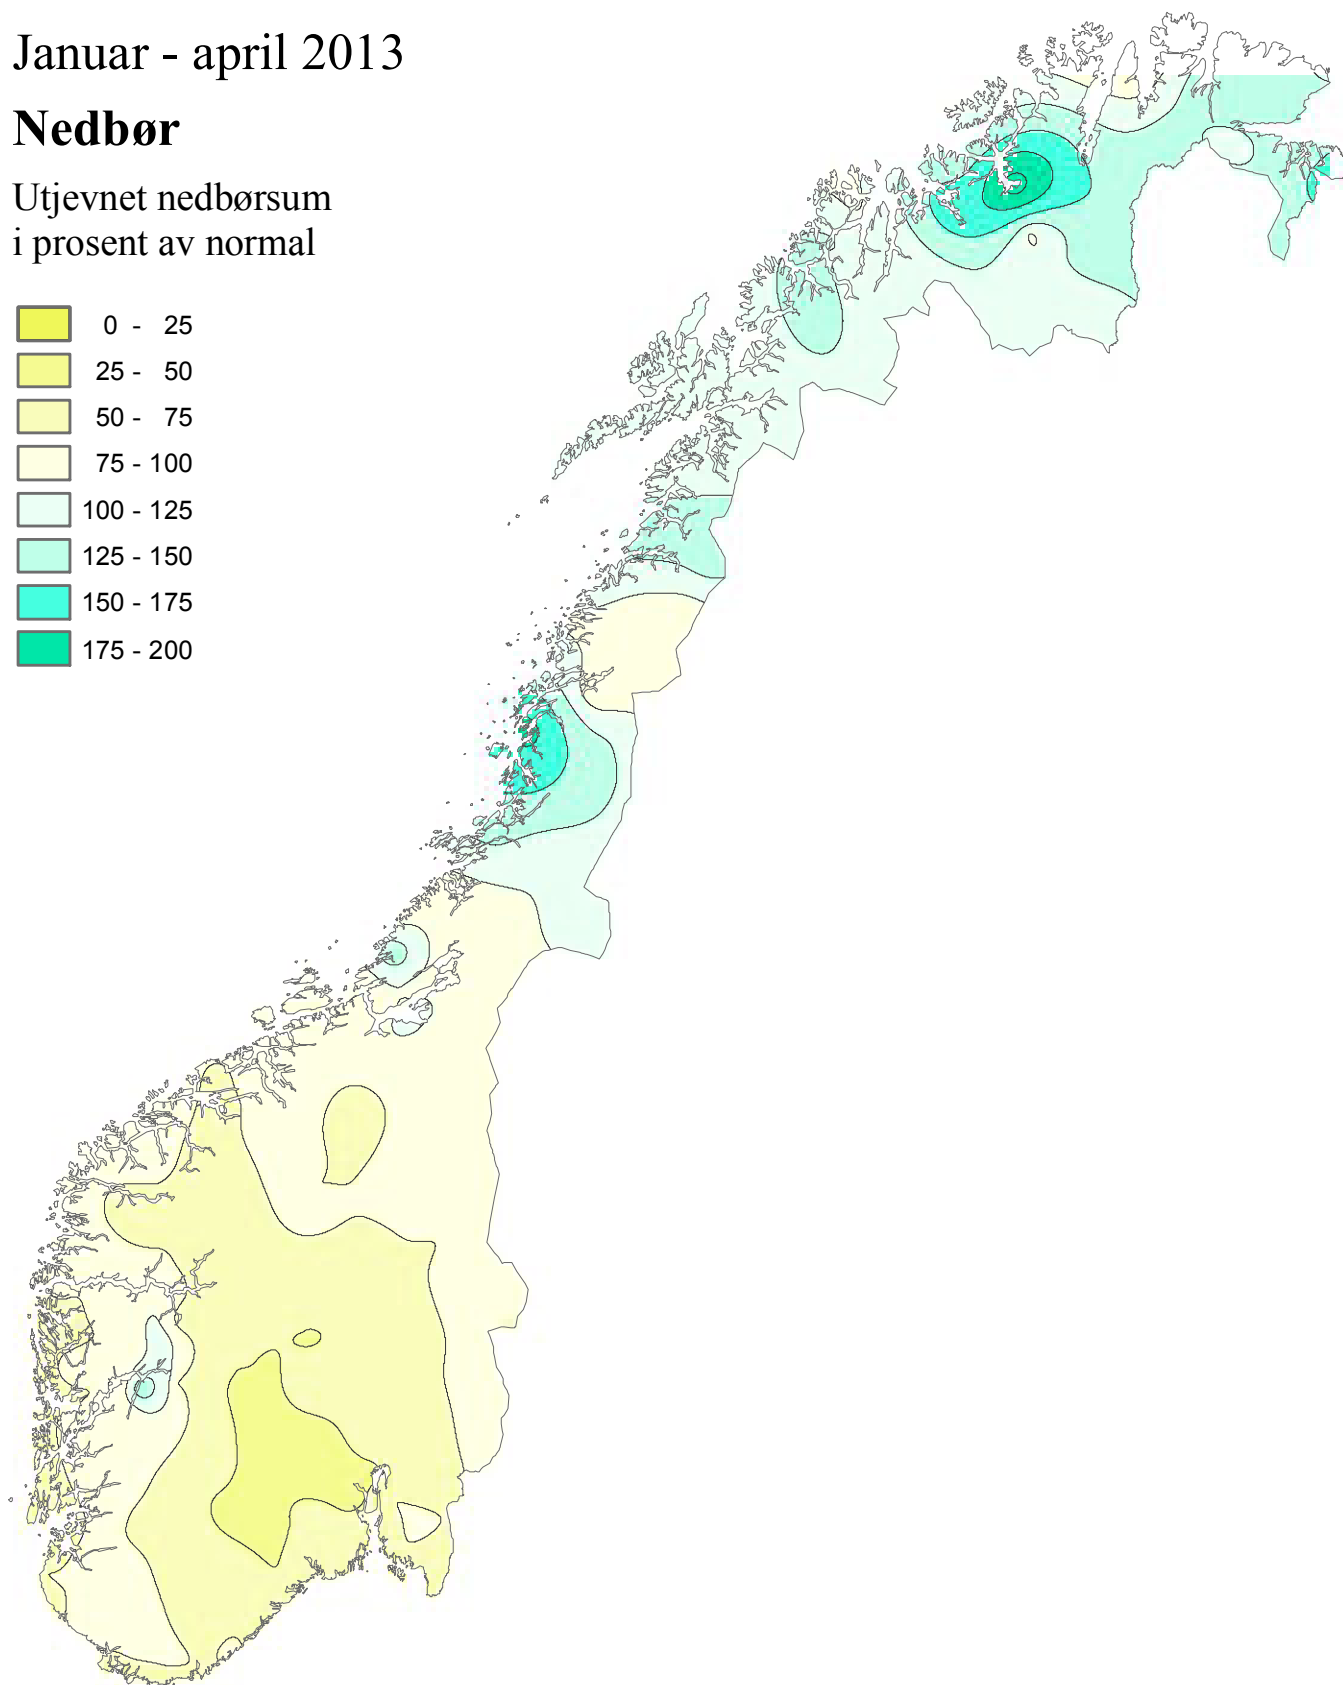 Januar - april 2013
Nedbør
Utjevnet nedbørsum
i prosent av normal
0 - 25
25 - 50
50 - 75
75 - 100
100 - 125
125 - 150
150 - 175
175 - 200